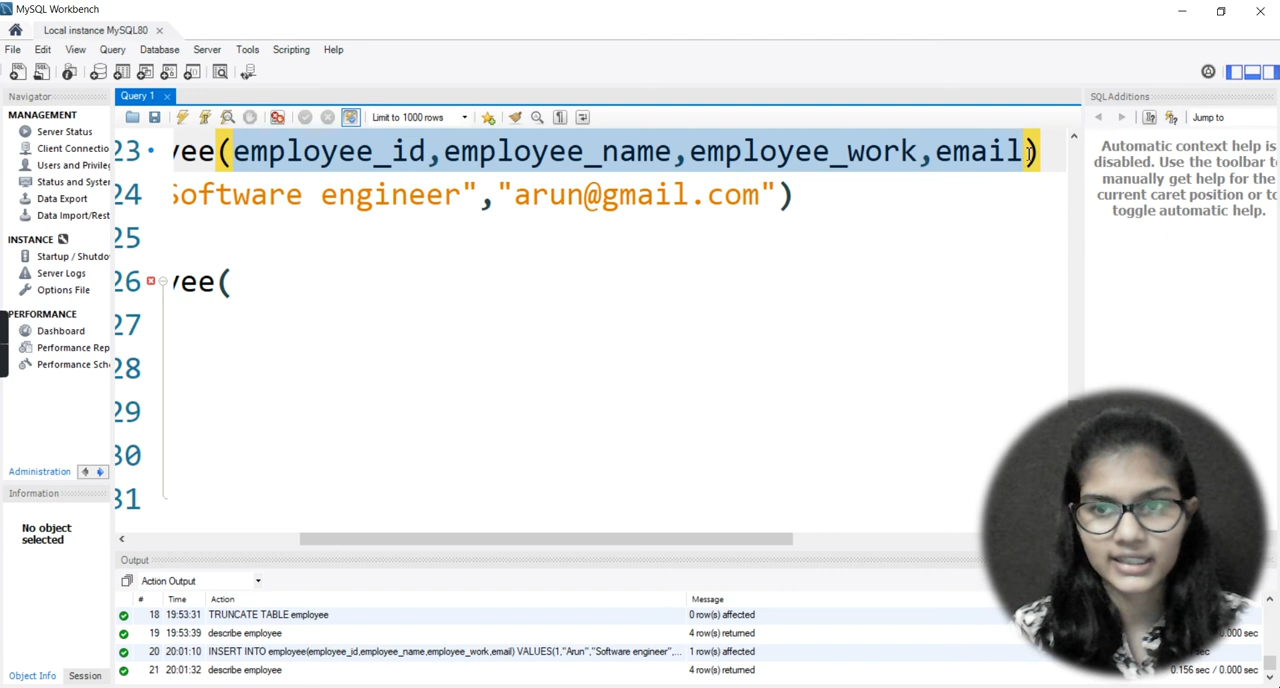 MySQL Workbench
Local instance MySQL80
File Edit View Query Database Server Tools Scripting Help
Navigator
MANAGEMENT
Server Status
Client Connectio
Users and Privileg
Status and Syster
Data Export
Data Import/Rest
INSTANCE
Startup / Shutdo
Server Logs
Options File
PERFORMANCE
Dashboard
Performance Rep
Performance Sch
Administration
Information
No object
selected
Object Info Session
Query 1
Limit to 1000 rows
23 yee(employee_id,employee_name,employee_work,email)
24 Software engineer","arun@gmail.com")
25
26 yee(
27
28
29
30
31
Output
Action Output
# Time Action Message
18 19:53:31 TRUNCATE TABLE employee 0 row(s) affected
19 19:53:39 describe employee 4 row(s) returned 0.000 sec
20 20:01:10 INSERT INTO employee(employee_id,employee_name,employee_work,email) VALUES(1,"Arun","Software engineer",... 1 row(s) affected
21 20:01:32 describe employee 4 row(s) returned 0.156 sec / 0.000 sec
SQLAdditions
Jump to
Automatic context help is
disabled. Use the toolbar t
manually get help for the
current caret position or to
toggle automatic help.